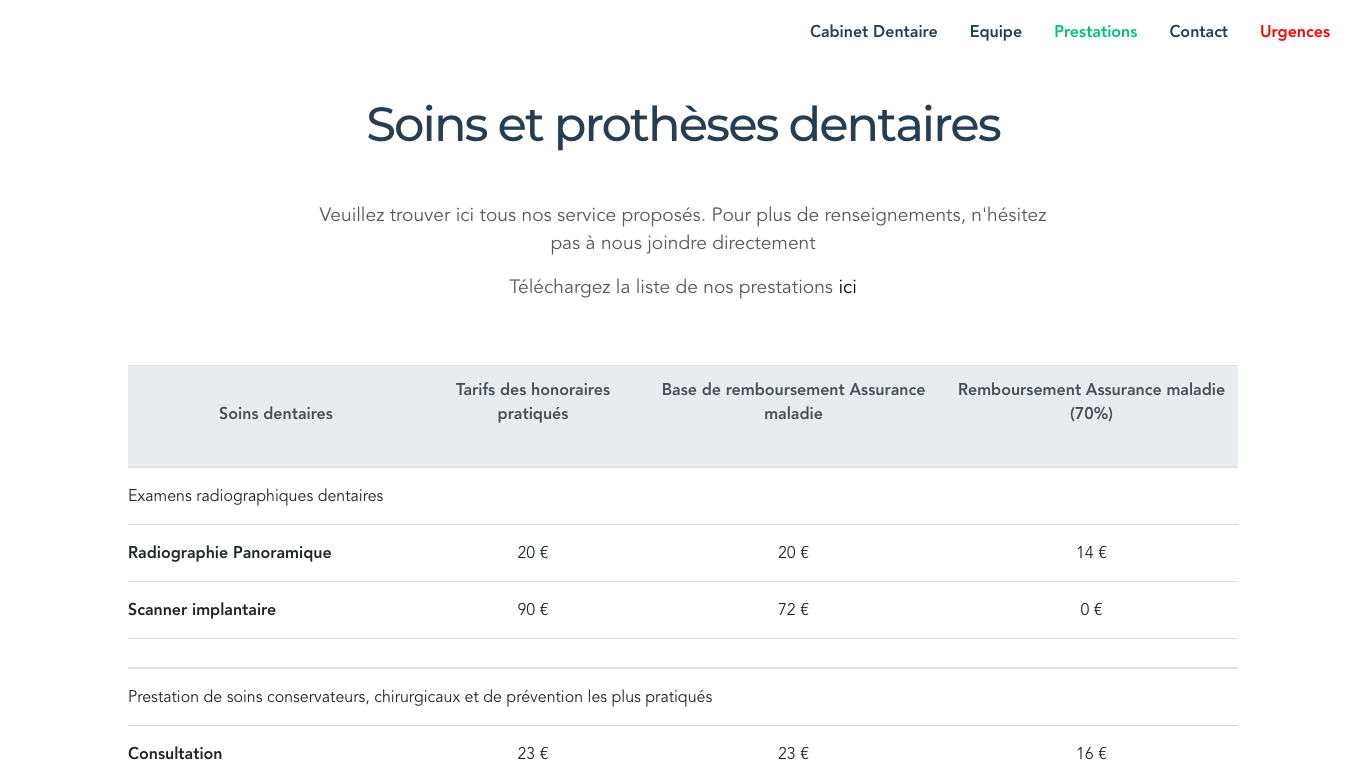 Cabinet Dentaire Equipe Prestations Contact Urgences
Soins et prothèses dentaires
Veuillez trouver ici tous nos service proposés. Pour plus de renseignements, n'hésitez
pas à nous joindre directement
Téléchargez la liste de nos prestations ici
Soins dentaires
Tarifs des honoraires
pratiqués
Base de remboursement Assurance
maladie
Remboursement Assurance maladie
(70%)
Examens radiographiques dentaires
Radiographie Panoramique 20 € 20 € 14 €
Scanner implantaire 90 € 72 € 0 €
Prestation de soins conservateurs, chirurgicaux et de prévention les plus pratiqués
Consultation 23 € 23 € 16 €